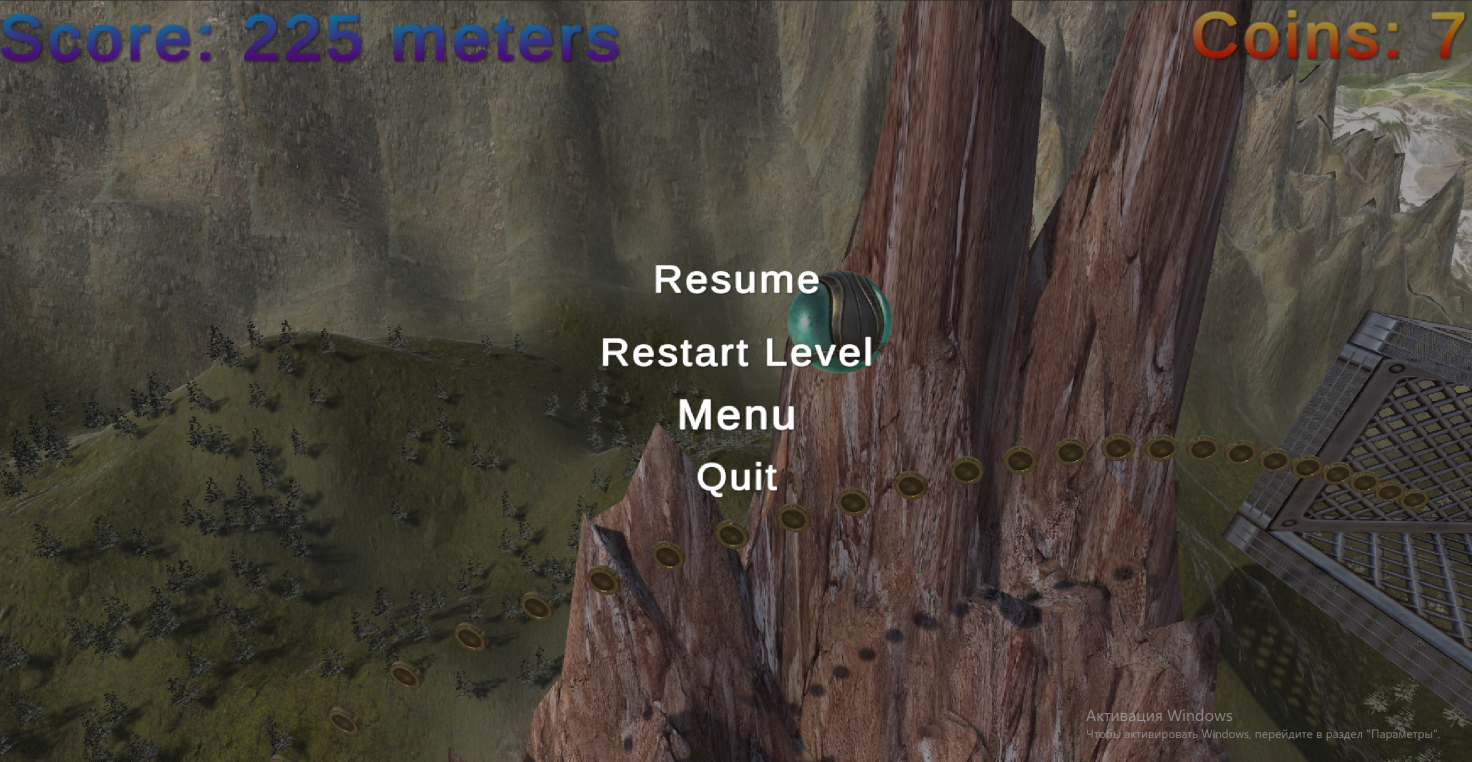 Score: 225 meters
Coins: 7
Resume
Restart Level
Menu
Quit
Активация Windows
Чтобы активировать Windows, перейдите в раздел "Параметры".